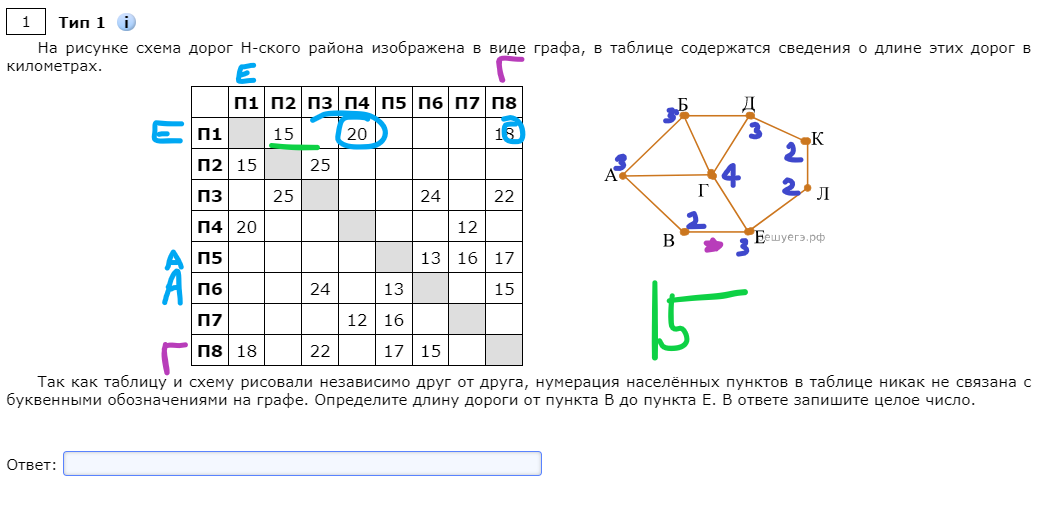 1 Тип 1 i
На рисунке схема дорог Н-ского района изображена в виде графа, в таблице содержатся сведения о длине этих дорог в
километрах.
Е Г
П1 П2 П3 П4 П5 П6 П7 П8
Е П1 15 20 18
П2 15 25
П3 25 24 22
П4 20 12
А П5 13 16 17
А П6 24 13 15
П7 12 16
Г П8 18 22 17 15
Б Д
3 3
К
2
3
А Г 4
2 Л
2
В Е ешуегэ.рф
3
15
Так как таблицу и схему рисовали независимо друг от друга, нумерация населённых пунктов в таблице никак не связана с
буквенными обозначениями на графе. Определите длину дороги от пункта В до пункта Е. В ответе запишите целое число.
Ответ: